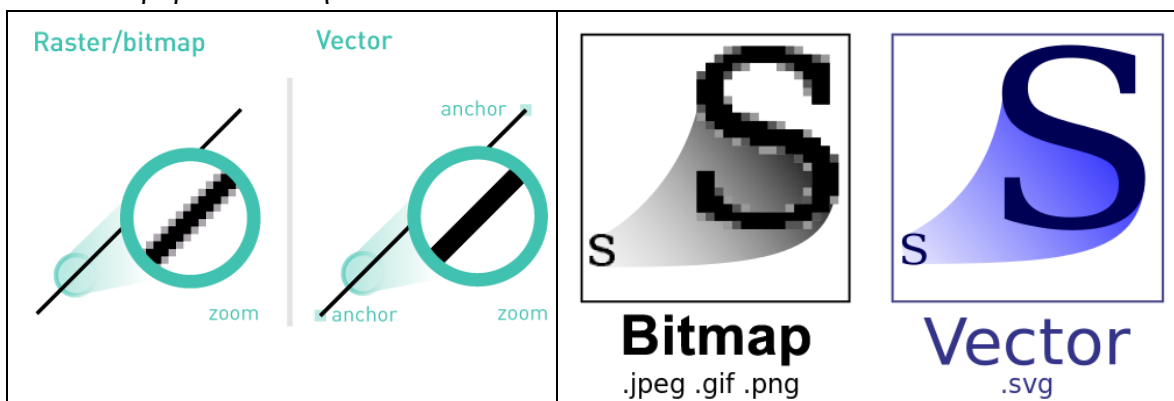 Raster/bitmap
Vector
anchor
zoom
anchor
zoom
S
S
Bitmap
.jpeg .gif .png
S
S
Vector
.svg